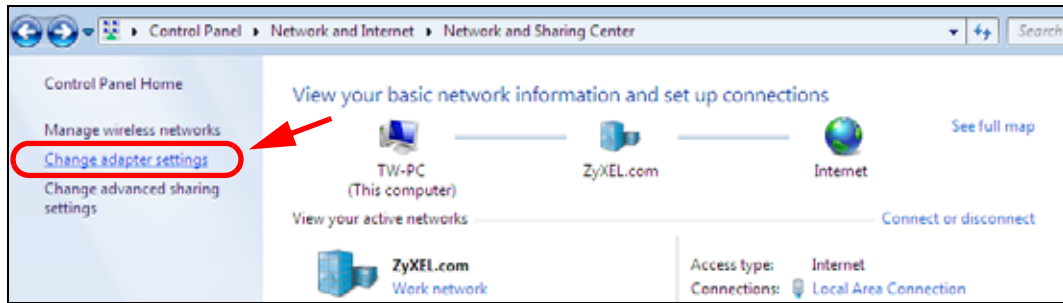 Control Panel ▸ Network and Internet ▸ Network and Sharing Center
Search
Control Panel Home
Manage wireless networks
Change adapter settings
Change advanced sharing
settings
View your basic network information and set up connections
See full map
TW-PC
(This computer)
ZyXEL.com
Internet
View your active networks
Connect or disconnect
ZyXEL.com
Work network
Access type: Internet
Connections: Local Area Connection